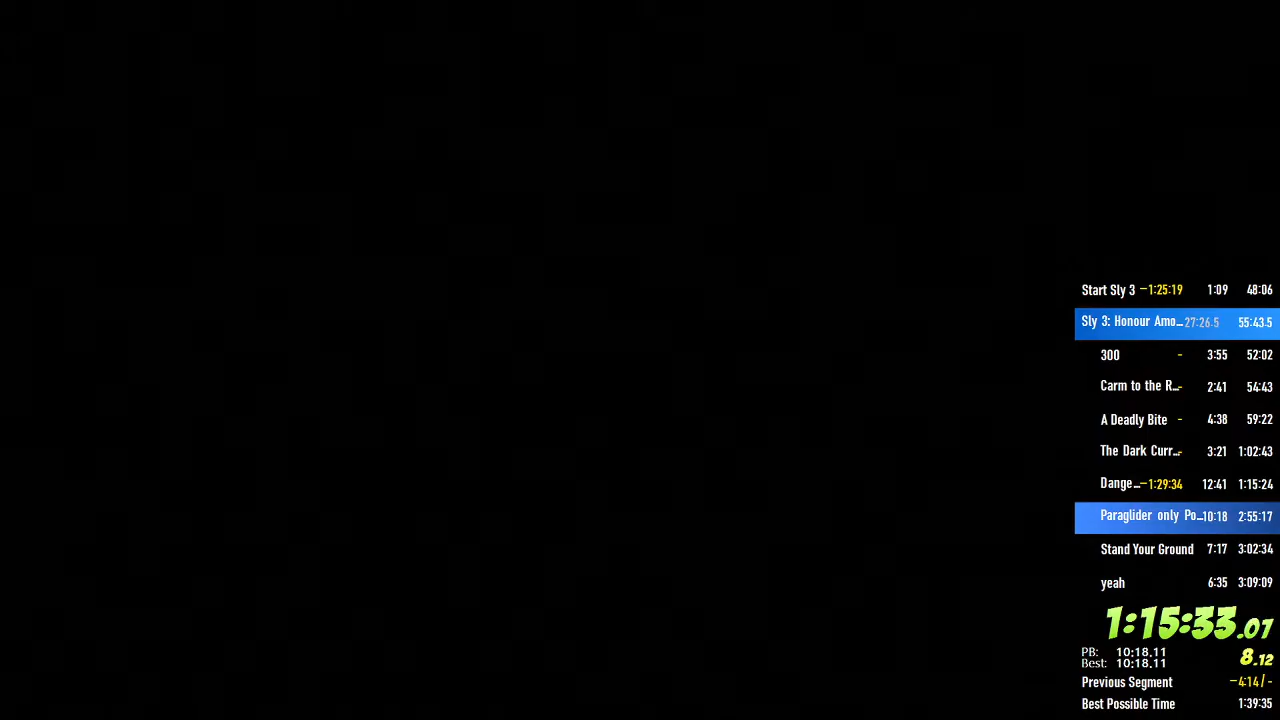 Start Sly 3 −1:25:19 1:09 48:06
Sly 3: Honour Amo... 27:26.5 55:43.5
300 - 3:55 52:02
Carm to the R... - 2:41 54:43
A Deadly Bite - 4:38 59:22
The Dark Curr... - 3:21 1:02:43
Dange... −1:29:34 12:41 1:15:24
Paraglider only Po... 10:18 2:55:17
Stand Your Ground 7:17 3:02:34
yeah 6:35 3:09:09
1:15:33.07
PB: 10:18.11
Best: 10:18.11 8.12
Previous Segment −4:14 / -
Best Possible Time 1:39:35